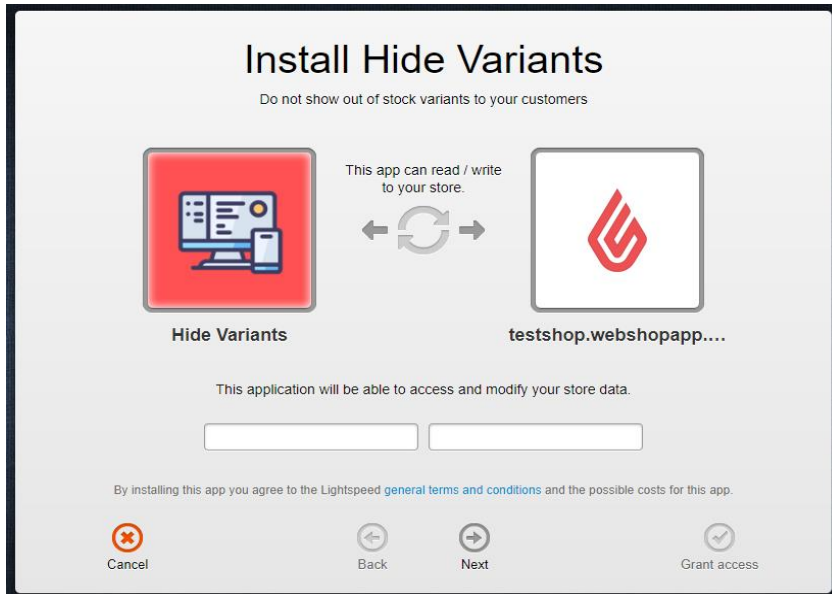 Install Hide Variants
Do not show out of stock variants to your customers
This app can read / write
to your store.
Hide Variants
testshop.webshopapp....
This application will be able to access and modify your store data.
By installing this app you agree to the Lightspeed general terms and conditions and the possible costs for this app.
Cancel
Back
Next
Grant access